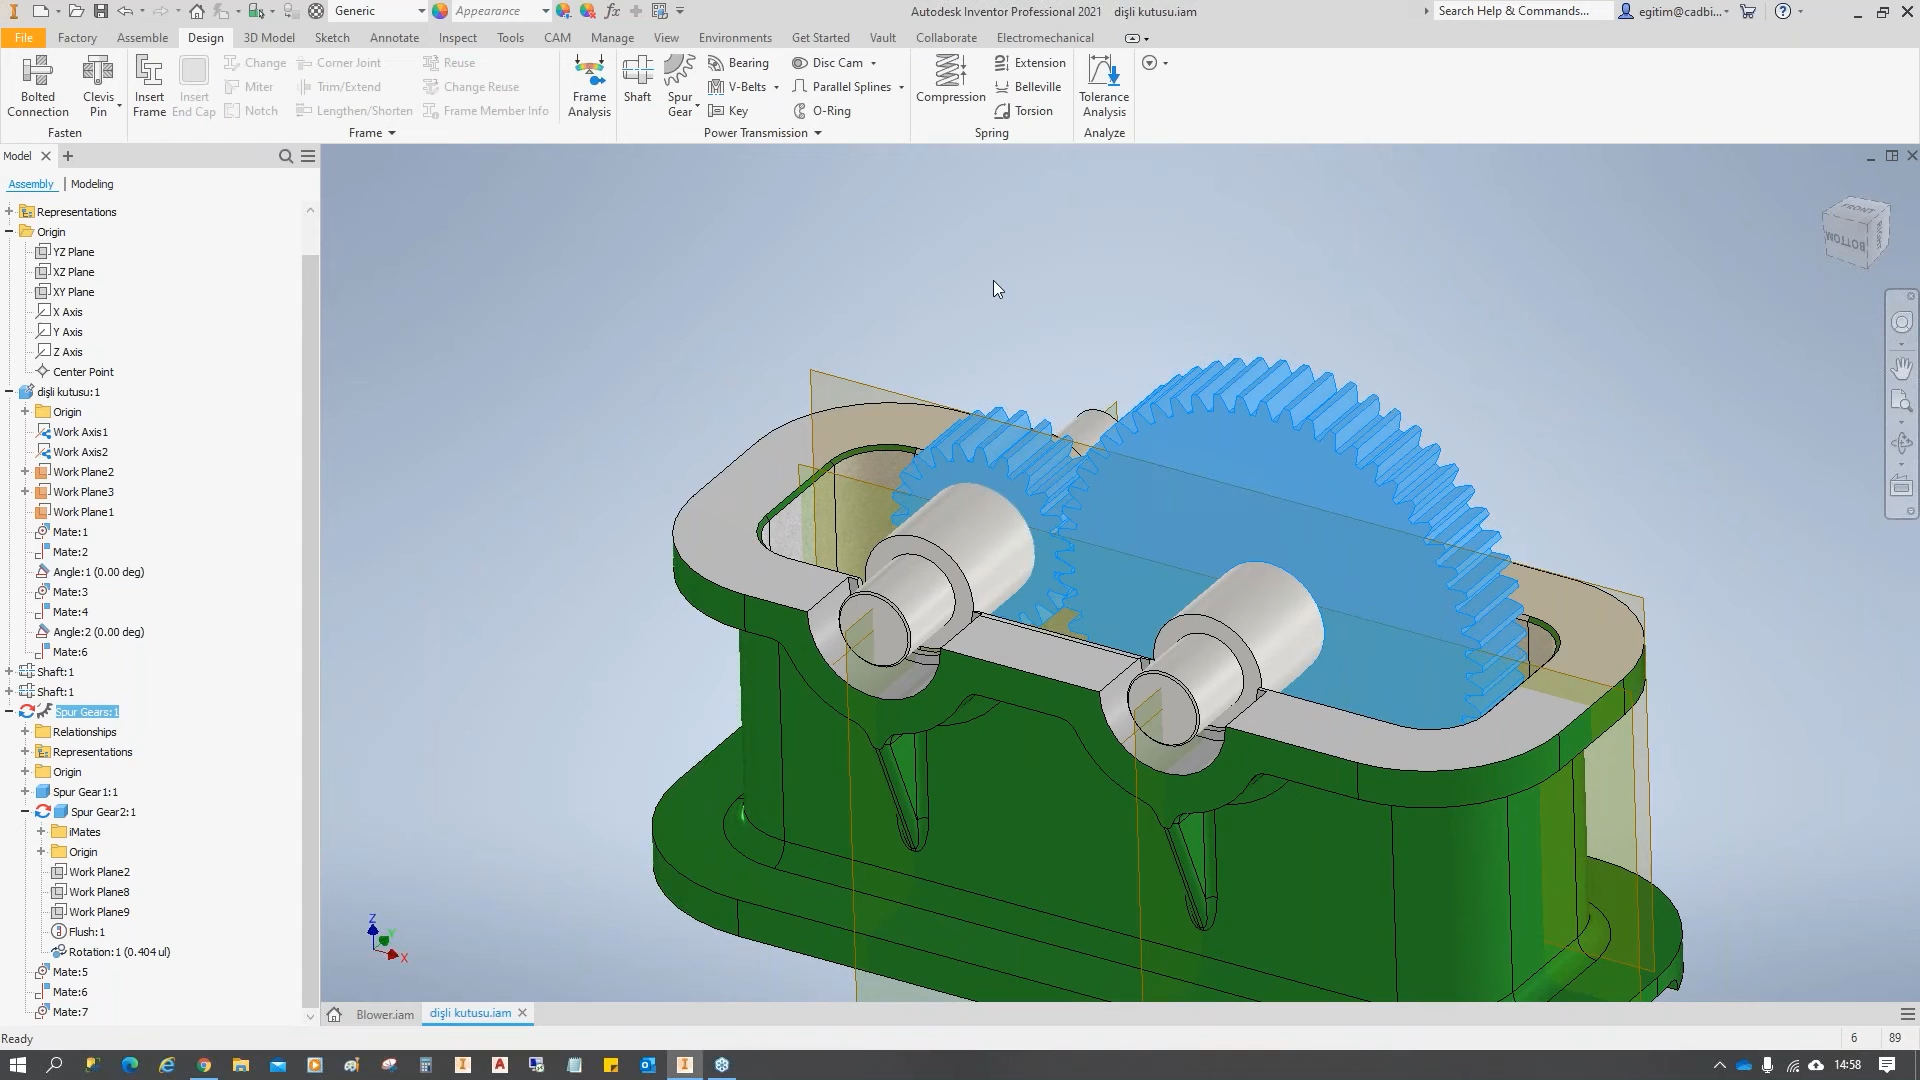 Generic
Appearance
Autodesk Inventor Professional 2021
dişli kutusu.iam
Search Help & Commands...
egitim@cadbi...
File
Factory
Assemble
Design
3D Model
Sketch
Annotate
Inspect
Tools
CAM
Manage
View
Environments
Get Started
Vault
Collaborate
Electromechanical
Bolted Connection
Clevis Pin
Fasten
Insert Frame
Insert End Cap
Change
Miter
Notch
Corner Joint
Trim/Extend
Lengthen/Shorten
Reuse
Change Reuse
Frame Member Info
Frame
Frame Analysis
Shaft
Spur Gear
Bearing
V-Belts
Key
Disc Cam
Parallel Splines
O-Ring
Power Transmission
Compression
Extension
Belleville
Torsion
Spring
Tolerance Analysis
Analyze
Model
Assembly
Modeling
Representations
Origin
YZ Plane
XZ Plane
XY Plane
X Axis
Y Axis
Z Axis
Center Point
dişli kutusu:1
Origin
Work Axis1
Work Axis2
Work Plane2
Work Plane3
Work Plane1
Mate:1
Mate:2
Angle:1 (0.00 deg)
Mate:3
Mate:4
Angle:2 (0.00 deg)
Mate:6
Shaft:1
Shaft:1
Spur Gears:1
Relationships
Representations
Origin
Spur Gear1:1
Spur Gear2:1
iMates
Origin
Work Plane2
Work Plane8
Work Plane9
Flush:1
Rotation:1 (0.404 ul)
Mate:5
Mate:6
Mate:7
FRONT
BOTTOM
Z
Y
X
Blower.iam
dişli kutusu.iam
Ready
6
89
14:58